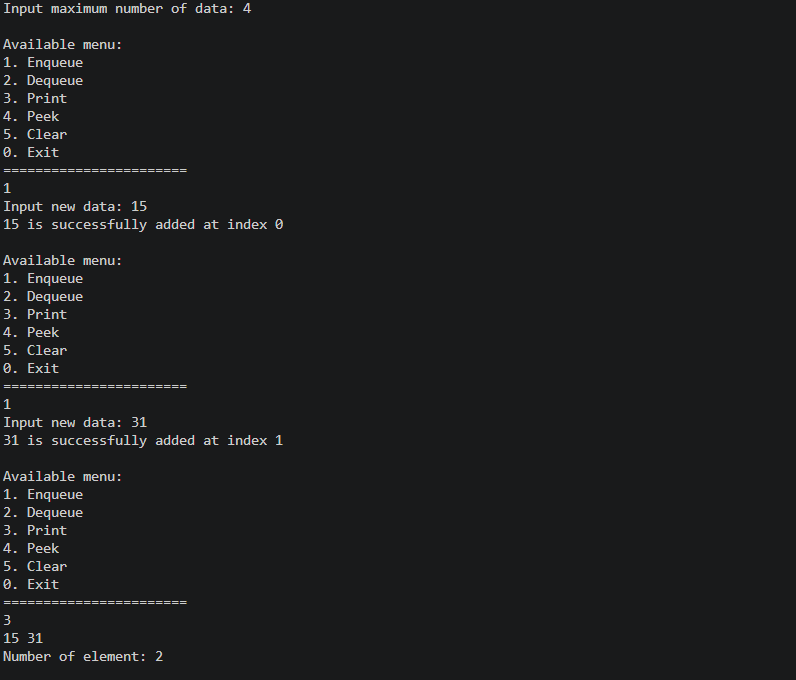 Input maximum number of data: 4
Available menu:
1. Enqueue
2. Dequeue
3. Print
4. Peek
5. Clear
0. Exit
=======================
1
Input new data: 15
15 is successfully added at index 0
Available menu:
1. Enqueue
2. Dequeue
3. Print
4. Peek
5. Clear
0. Exit
=======================
1
Input new data: 31
31 is successfully added at index 1
Available menu:
1. Enqueue
2. Dequeue
3. Print
4. Peek
5. Clear
0. Exit
=======================
3
15 31
Number of element: 2